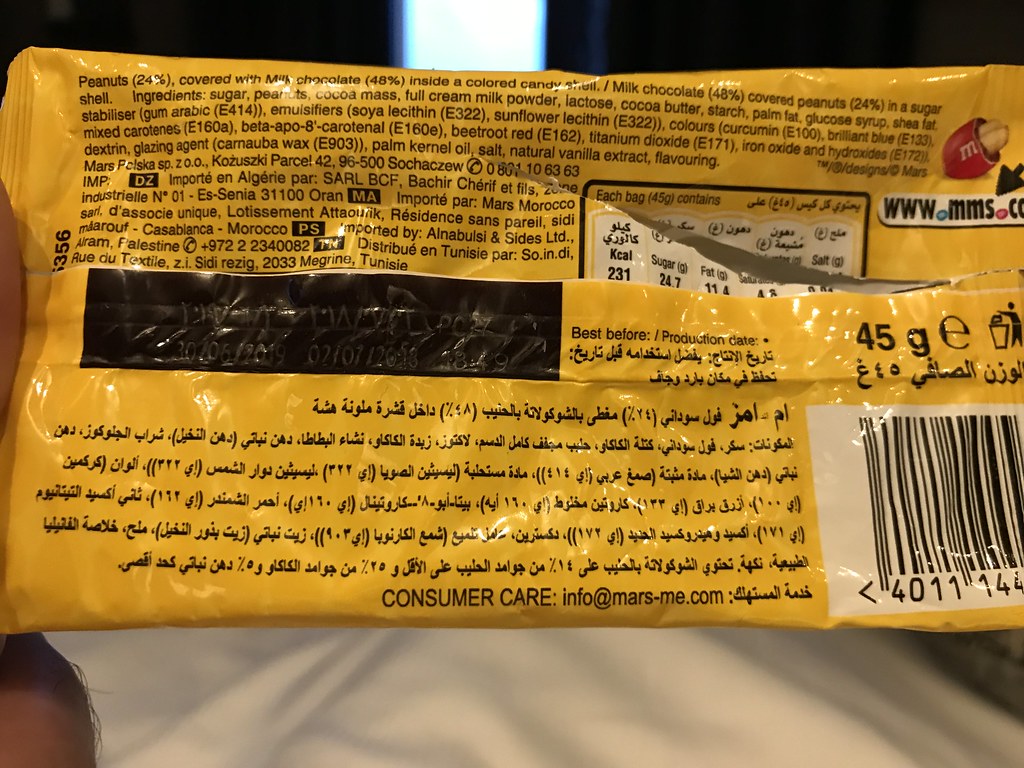 Peanuts (24%), covered with Milk chocolate (48%) inside a colored candy shell. / Milk chocolate (48%) covered peanuts (24%) in a sugar
shell. Ingredients: sugar, peanuts, cocoa mass, full cream milk powder, lactose, cocoa butter, starch, palm fat, glucose syrup, shea fat,
stabiliser (gum arabic (E414)), emulsifiers (soya lecithin (E322), sunflower lecithin (E322)), colours (curcumin (E100), brilliant blue (E133),
mixed carotenes (E160a), beta-apo-8'-carotenal (E160e), beetroot red (E162), titanium dioxide (E171), iron oxide and hydroxides (E172)),
dextrin, glazing agent (carnauba wax (E903)), palm kernel oil, salt, natural vanilla extract, flavouring.
™/®/designs/© Mars
Mars Polska sp. z o.o., Kożuszki Parcel 42, 96-500 Sochaczew ✆ 0 801 10 63 63
IMP: DZ Importé en Algérie par: SARL BCF, Bachir Chérif et fils, zone
industrielle N° 01 - Es-Senia 31100 Oran MA Importé par: Mars Morocco
sarl, d'associe unique, Lotissement Attaoufik, Résidence sans pareil, sidi
maarouf - Casablanca - Morocco PS Imported by: Alnabulsi & Sides Ltd.,
Alram, Palestine ✆ +972 2 2340082 TN Distribué en Tunisie par: So.in.di,
Rue du Textile, z.i. Sidi rezig, 2033 Megrine, Tunisie
5356
Each bag (45g) contains يحتوي كل كيس (٤٥غ) على
كيلو كالوري
سكر (غ)
دهون (غ)
دهون مُشبعة (غ)
ملح (غ)
Kcal Sugar (g) Fat (g) Salt (g)
231 24.7 11.4
www.mms.co
m
30/06/2019 02/07/2018 18:49
Best before: / Production date: •
تاريخ الإنتاج: يفضل استخدامه قبل تاريخ:
تحفظ في مكان بارد وجاف
45 g e
الوزن الصافي ٤٥غ
ام ـ امز فول سوداني (٢٤٪) مغطى بالشوكولاتة بالحليب (٤٨٪) داخل قشرة ملونة هشة
المكونات: سكر، فول سوداني، كتلة الكاكاو، حليب مجفف كامل الدسم، لاكتوز، زبدة الكاكاو، نشاء البطاطا، دهن نباتي (دهن النخيل)، شراب الجلوكوز، دهن
نباتي (دهن الشيا)، مادة مثبتة (صمغ عربي (إي ٤١٤))، مادة مستحلبة (ليسيثين الصويا (إي ٣٢٢) ،ليسيثين دوار الشمس (إي ٣٢٢))، ألوان (كركمين
(إي ١٠٠)، أزرق براق (إي ١٣٣)، كاروتين مخلوط (إي ١٦٠ أيه)، بيتا-أبو-٨'--كاروتينال (إي ١٦٠إي)، أحمر الشمندر (إي ١٦٢)، ثاني أكسيد التيتانيوم
(إي ١٧١)، أكسيد وهيدروكسيد الحديد (إي ١٧٢))، دكسترين، عامل تلميع (شمع الكارنوبا (إي٩٠٣))، زيت نباتي (زيت بذور النخيل)، ملح، خلاصة الفانيليا
الطبيعية، نكهة. تحتوي الشوكولاتة بالحليب على ١٤٪ من جوامد الحليب على الأقل و ٢٥٪ من جوامد الكاكاو و٥٪ دهن نباتي كحد أقصى.
خدمة المستهلك: CONSUMER CARE: info@mars-me.com
< 4011 144